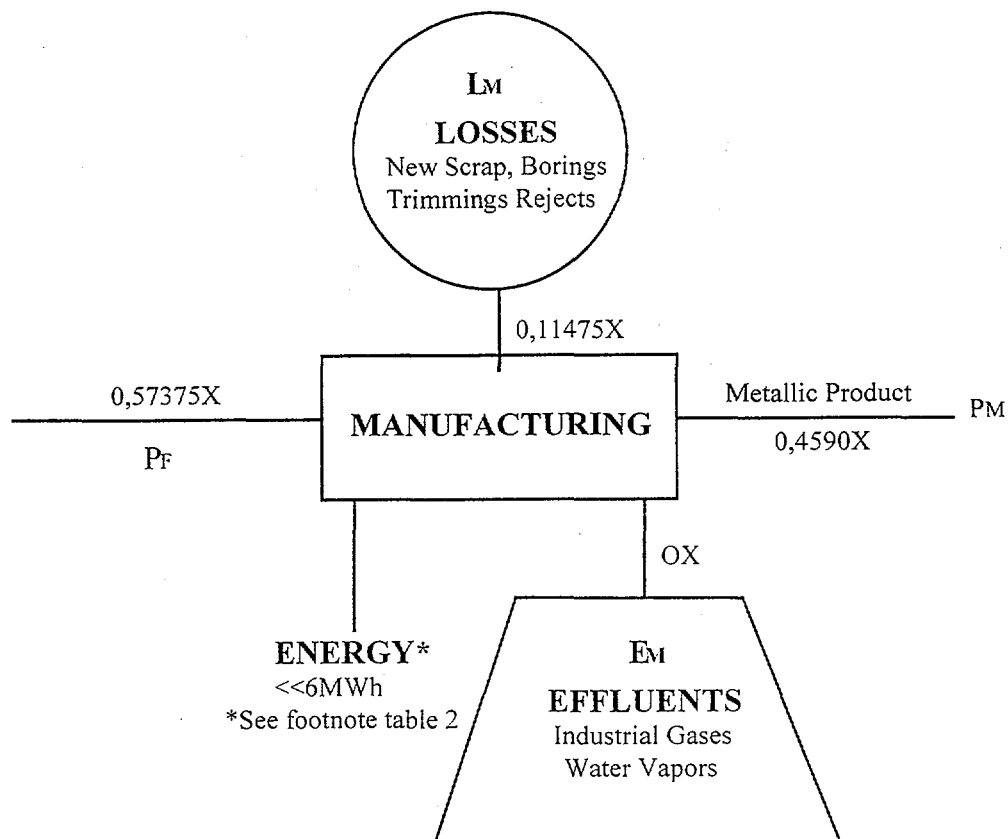 LM
LOSSES
New Scrap, Borings
Trimmings Rejects
0,11475X
0,57375X
PF
MANUFACTURING
Metallic Product
PM
0,4590X
OX
ENERGY*
<<6MWh
*See footnote table 2
EM
EFFLUENTS
Industrial Gases
Water Vapors